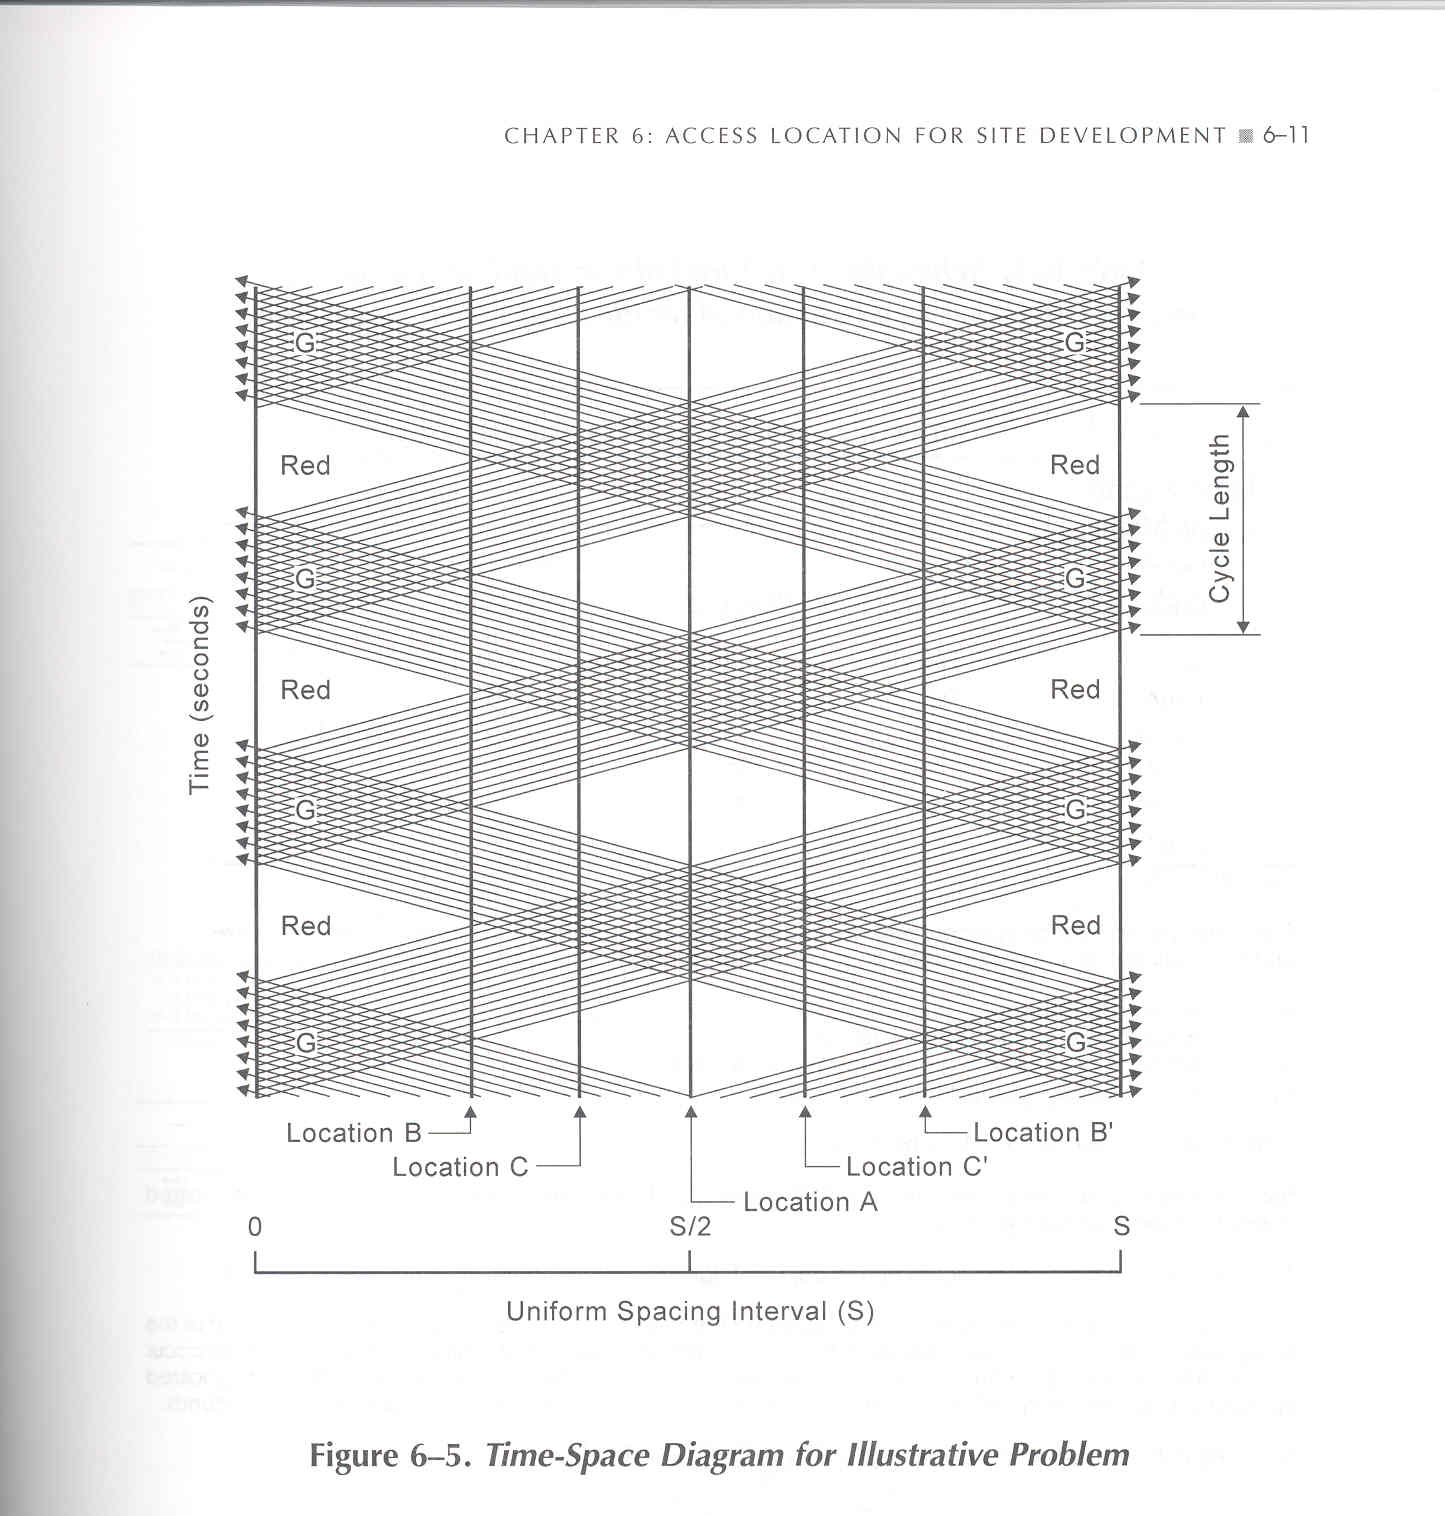 CHAPTER 6: ACCESS LOCATION FOR SITE DEVELOPMENT ▩ 6–11
G G
Red Red
G G
Red Red
G G
Red Red
G G
Cycle Length
Time (seconds)
Location B
Location B'
Location C
Location C'
Location A
0 S/2 S
Uniform Spacing Interval (S)
Figure 6–5. Time-Space Diagram for Illustrative Problem